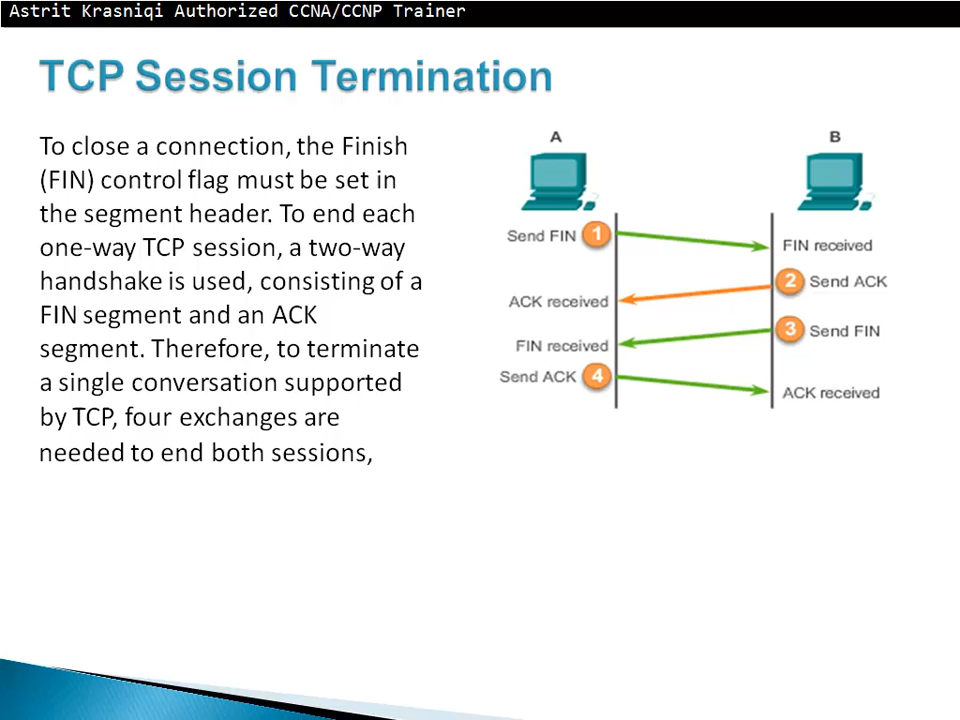 Astrit Krasniqi Authorized CCNA/CCNP Trainer
TCP Session Termination
To close a connection, the Finish
(FIN) control flag must be set in
the segment header. To end each
one-way TCP session, a two-way
handshake is used, consisting of a
FIN segment and an ACK
segment. Therefore, to terminate
a single conversation supported
by TCP, four exchanges are
needed to end both sessions,
A
B
Send FIN 1
FIN received
2 Send ACK
ACK received
3 Send FIN
FIN received
Send ACK 4
ACK received